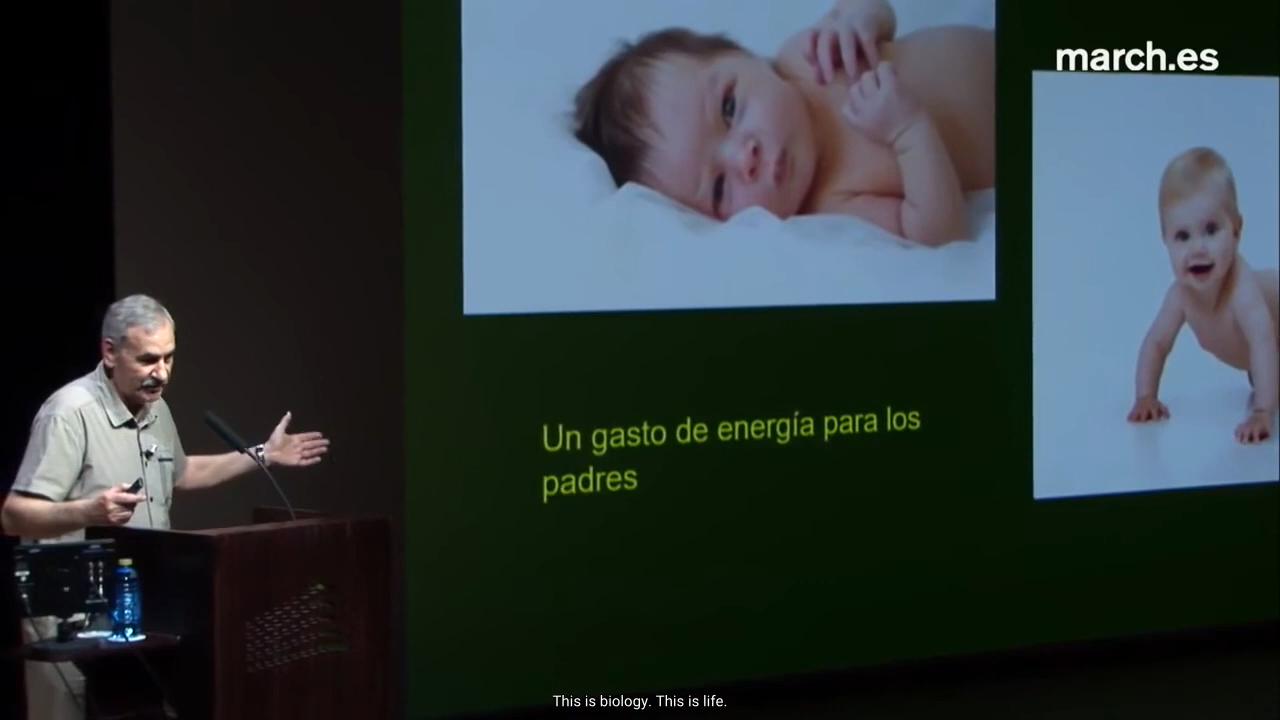 march.es
Un gasto de energía para los
padres
This is biology. This is life.